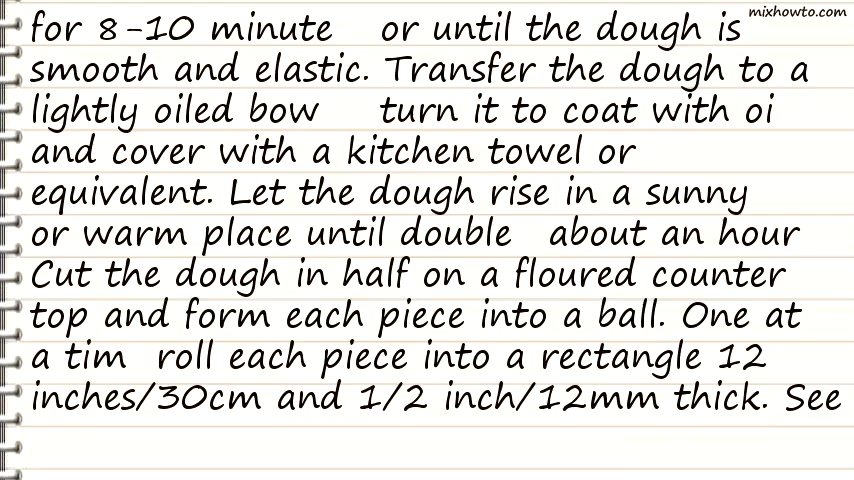 mixhowto.com
for 8-10 minute or until the dough is
smooth and elastic. Transfer the dough to a
lightly oiled bow turn it to coat with oi
and cover with a kitchen towel or
equivalent. Let the dough rise in a sunny
or warm place until double about an hour
Cut the dough in half on a floured counter
top and form each piece into a ball. One at
a tim roll each piece into a rectangle 12
inches/30cm and 1/2 inch/12mm thick. See